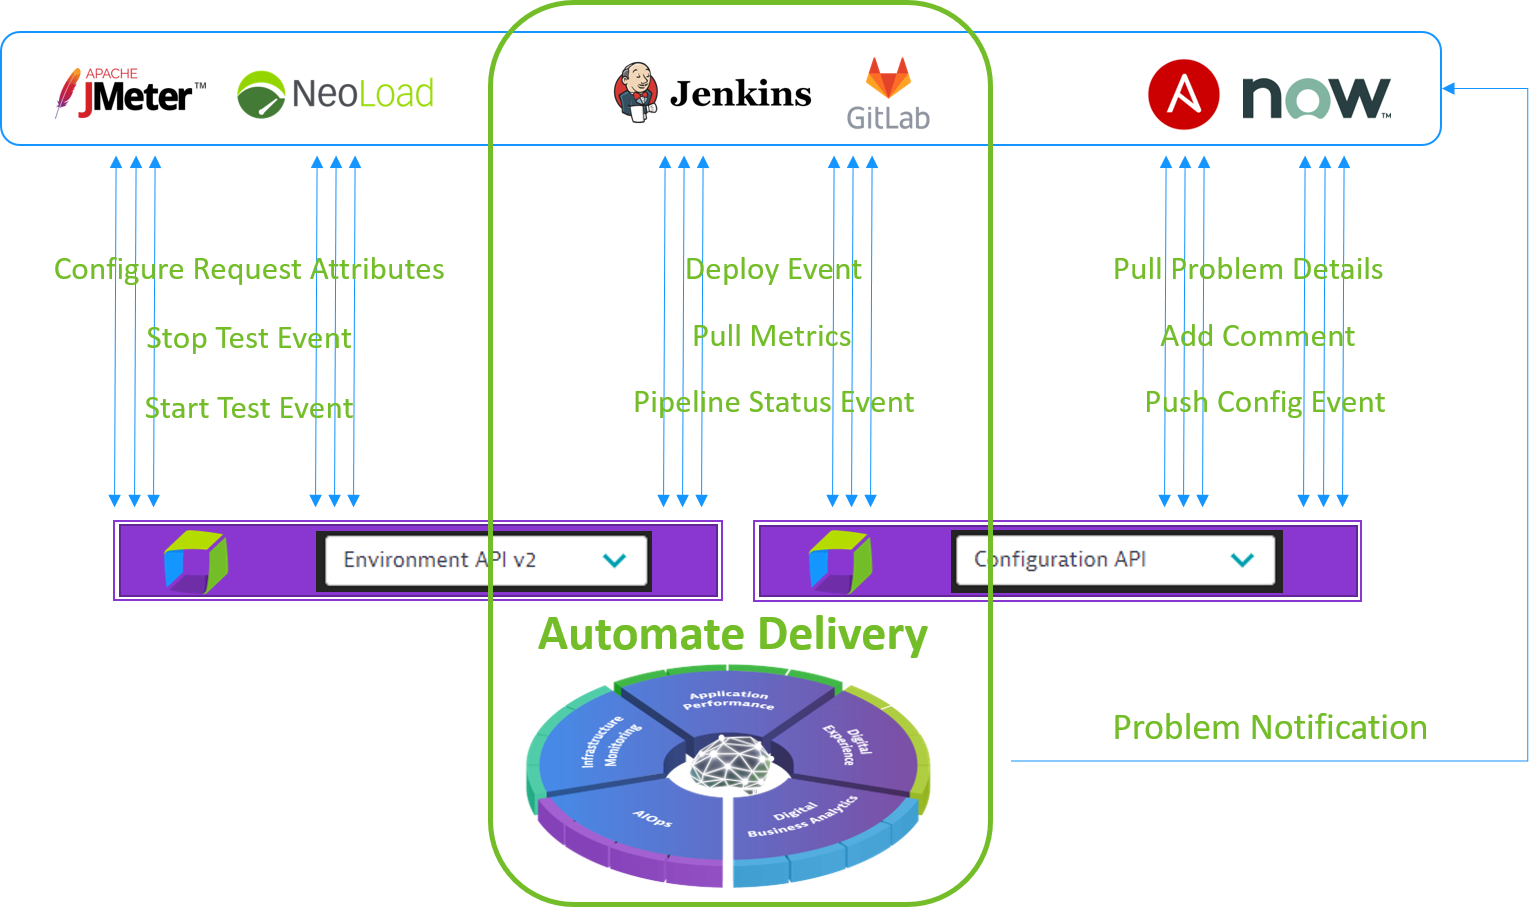 APACHE
JMeter™
NeoLoad
Jenkins
GitLab
now™
Configure Request Attributes
Stop Test Event
Start Test Event
Deploy Event
Pull Metrics
Pipeline Status Event
Pull Problem Details
Add Comment
Push Config Event
Environment API v2
Configuration API
Automate Delivery
Application
Performance
Infrastructure
Monitoring
Digital
Experience
AIOps
Digital
Business Analytics
Problem Notification